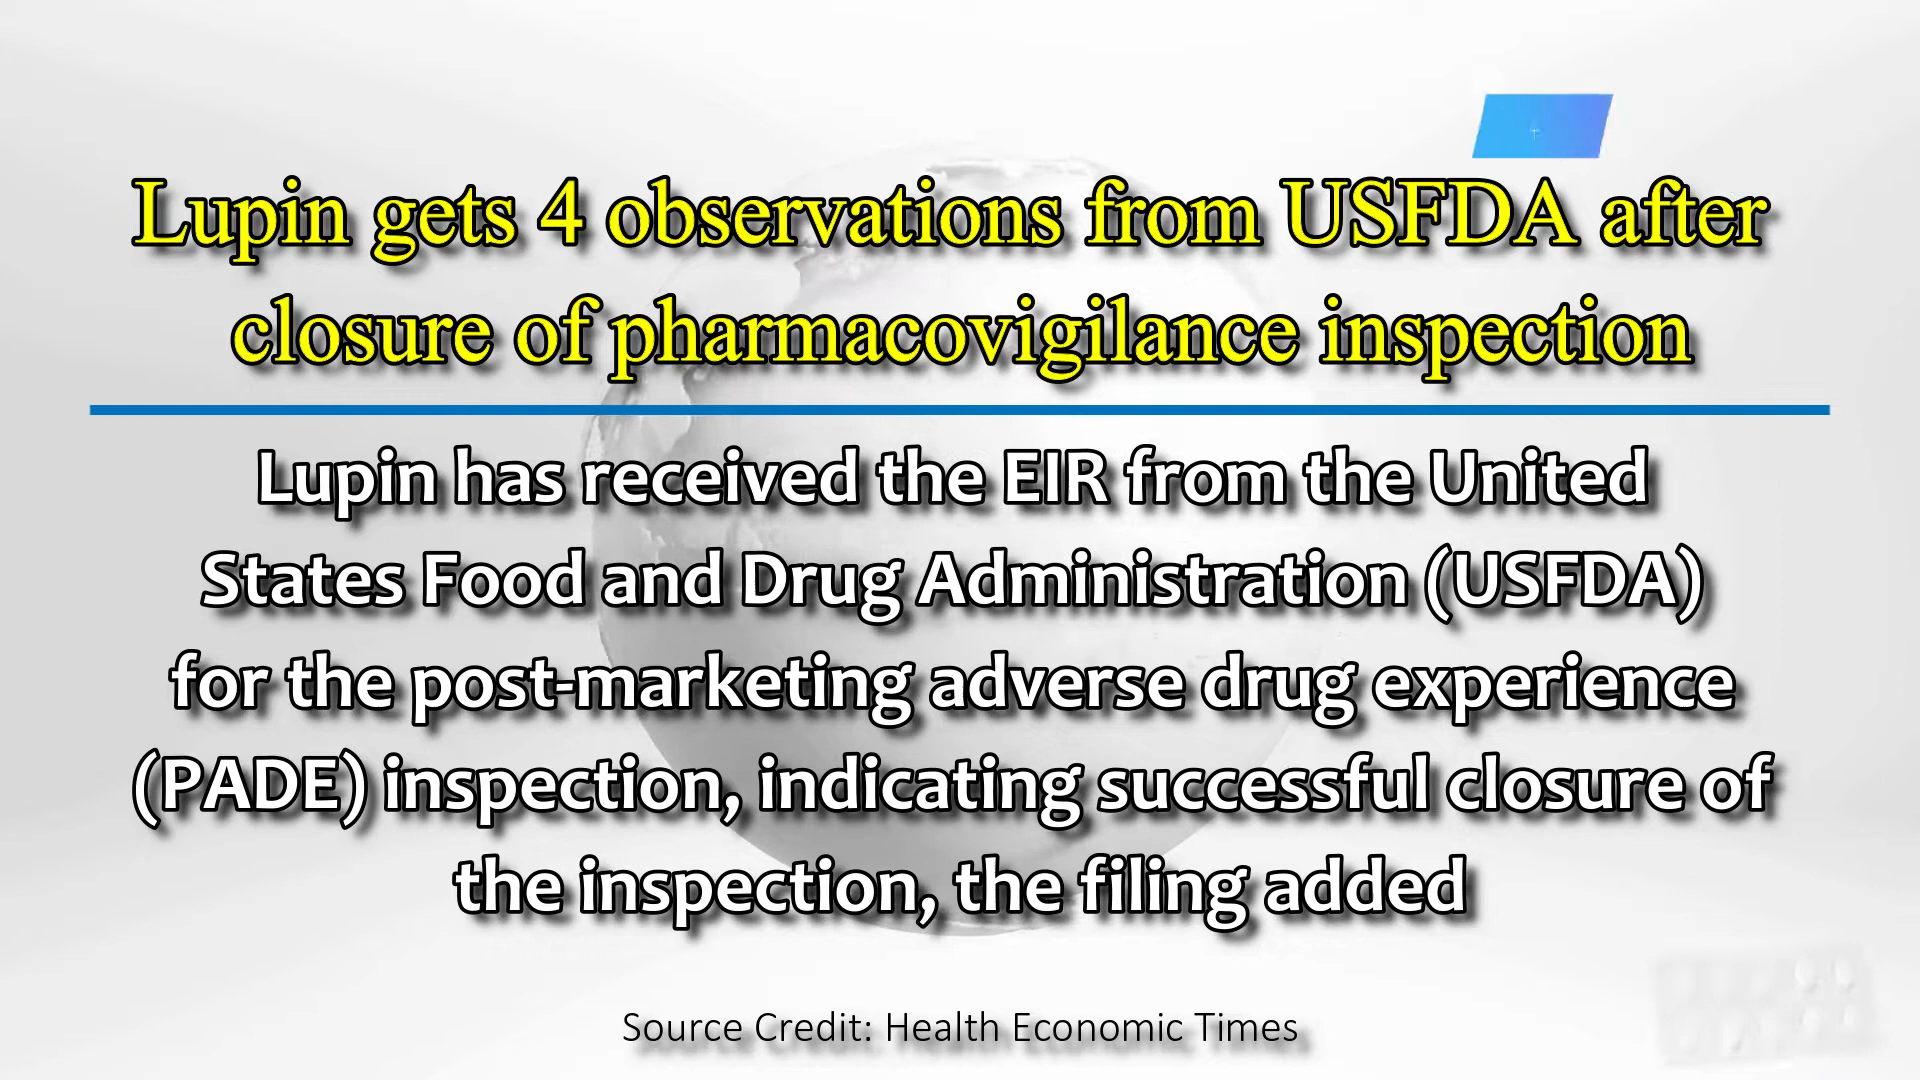 Lupin gets 4 observations from USFDA after
closure of pharmacovigilance inspection
Lupin has received the EIR from the United
States Food and Drug Administration (USFDA)
for the post-marketing adverse drug experience
(PADE) inspection, indicating successful closure of
the inspection, the filing added
Source Credit: Health Economic Times